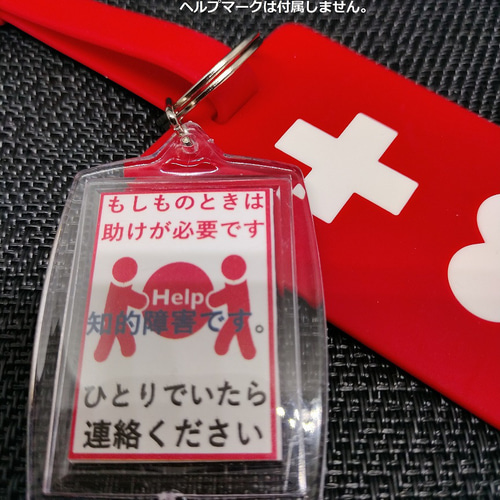 ヘルプマークは付属しません。
もしものときは
助けが必要です
Help
知的障害です。
ひとりでいたら
連絡ください